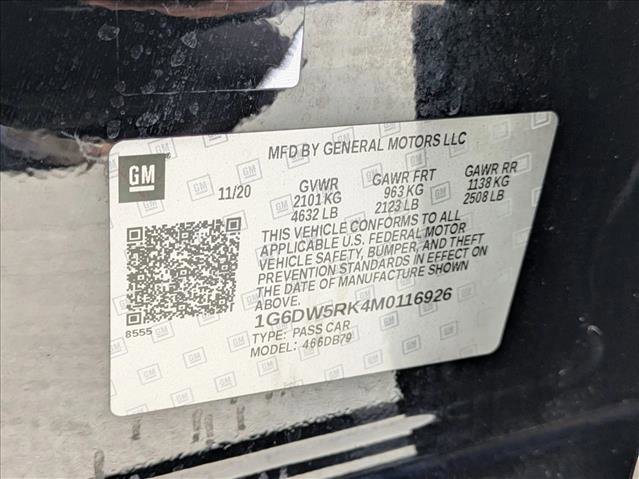 GM
MFD BY GENERAL MOTORS LLC
11/20
GVWR
2101 KG
4632 LB
GAWR FRT
963 KG
2123 LB
GAWR RR
1138 KG
2508 LB
THIS VEHICLE CONFORMS TO ALL
APPLICABLE U.S. FEDERAL MOTOR
VEHICLE SAFETY, BUMPER, AND THEFT
PREVENTION STANDARDS IN EFFECT ON
THE DATE OF MANUFACTURE SHOWN
ABOVE.
8555
1G6DW5RK4M0116926
TYPE: PASS CAR
MODEL: 466DB79